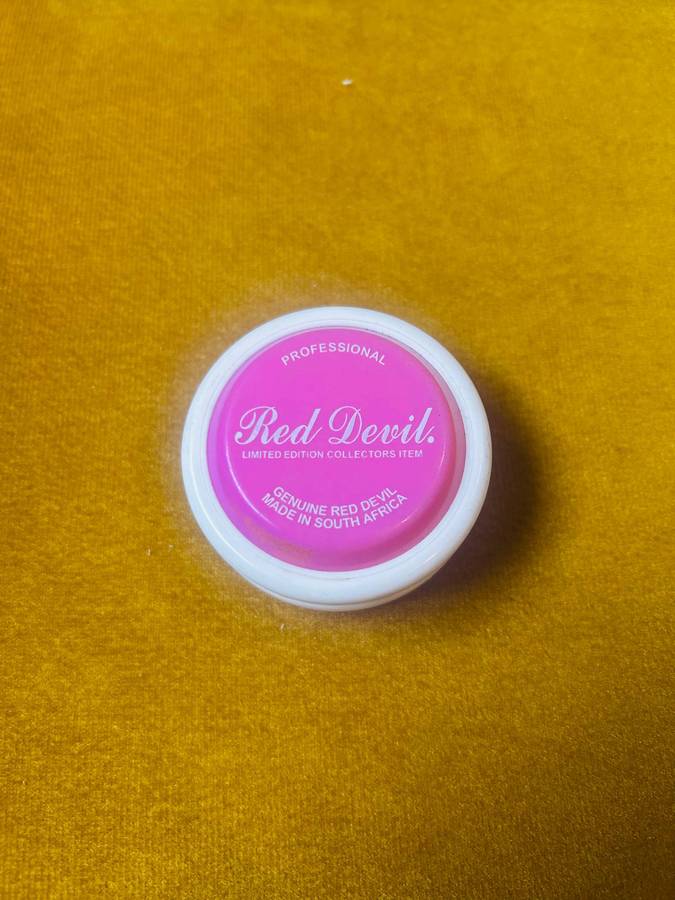 PROFESSIONAL
Red Devil.
LIMITED EDITION COLLECTORS ITEM
GENUINE RED DEVIL
MADE IN SOUTH AFRICA